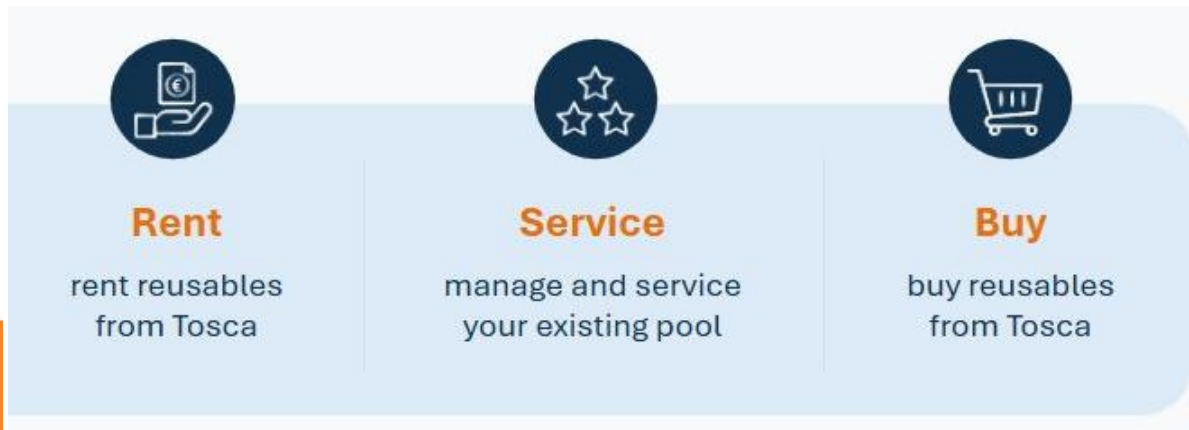 Rent
rent reusables
from Tosca
Service
manage and service
your existing pool
Buy
buy reusables
from Tosca